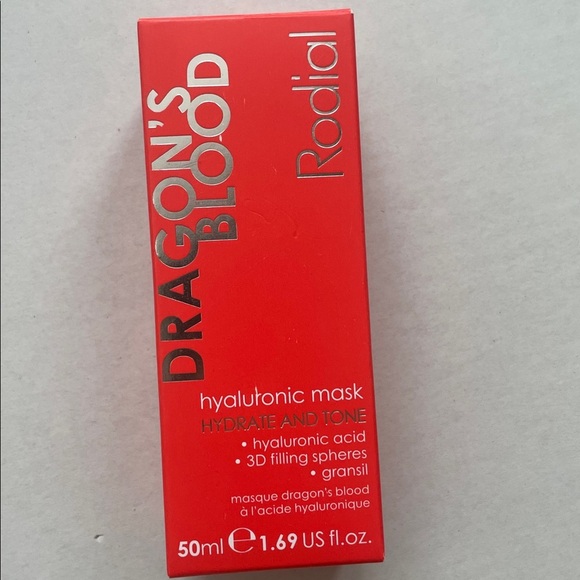 DRAGON'S
BLOOD
Rodial
hyalutonic mask
HYDRATE AND TONE
• hyaluronic acid
• 3D filling spheres
• gransil
masque dragon's blood
à l'acide hyaluronique
50ml ℮ 1.69 US fl.oz.